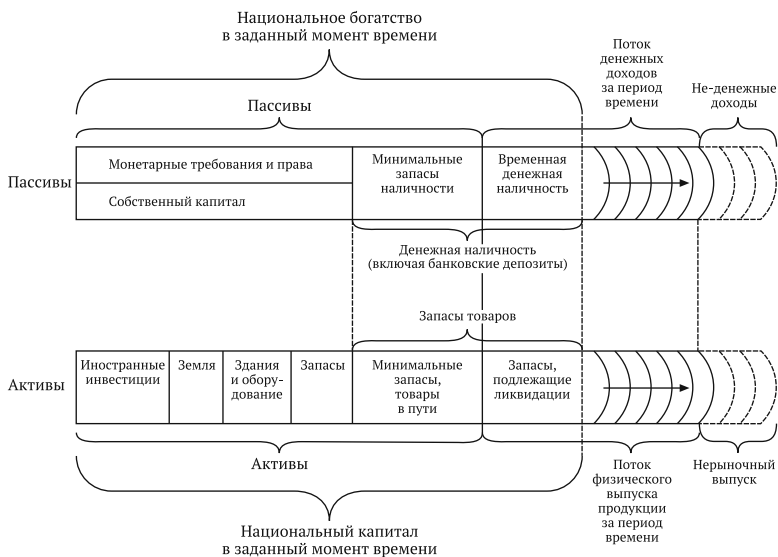 Национальное богатство
в заданный момент времени
Поток
денежных
доходов
за период
времени
Не-денежные
доходы
Пассивы
Пассивы
Монетарные требования и права
Собственный капитал
Минимальные
запасы
наличности
Временная
денежная
наличность
Денежная наличность
(включая банковские депозиты)
Запасы товаров
Активы
Иностранные
инвестиции
Земля
Здания
и обору-
дование
Запасы
Минимальные
запасы,
товары
в пути
Запасы,
подлежащие
ликвидации
Активы
Поток
физического
выпуска
продукции
за период
времени
Нерыночный
выпуск
Национальный капитал
в заданный момент времени